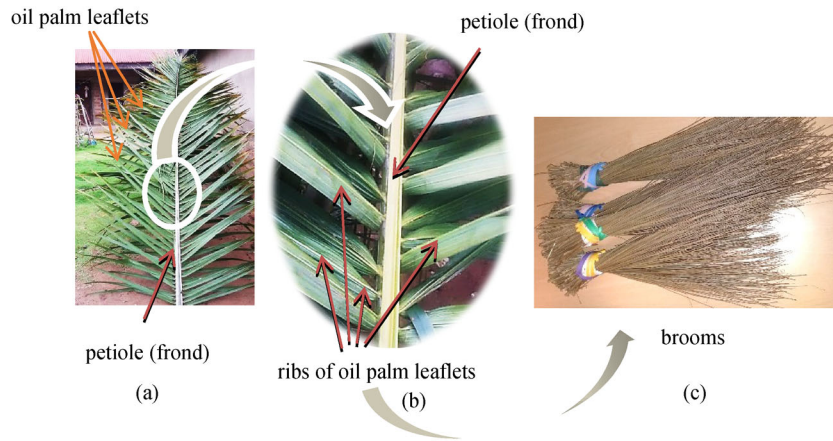 oil palm leaflets
petiole (frond)
petiole (frond)
ribs of oil palm leaflets
brooms
(a)
(b)
(c)